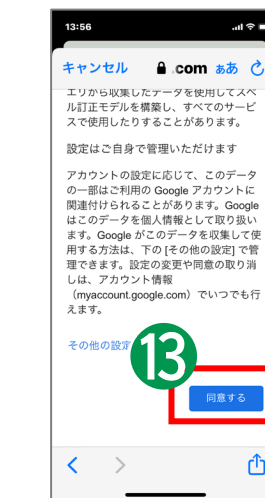 13:56
キャンセル .com ああ
エリから収集したデータを使用してスペ
ル訂正モデルを構築し、すべてのサービ
スで使用したりすることがあります。
設定はご自身で管理いただけます
アカウントの設定に応じて、このデータ
の一部はご利用の Google アカウントに
関連付けられることがあります。Google
はこのデータを個人情報として取り扱い
ます。Google がこのデータを収集して使
用する方法は、下の [その他の設定] で管
理できます。設定の変更や同意の取り消
しは、アカウント情報
（myaccount.google.com）でいつでも行
えます。
その他の設定
13
同意する